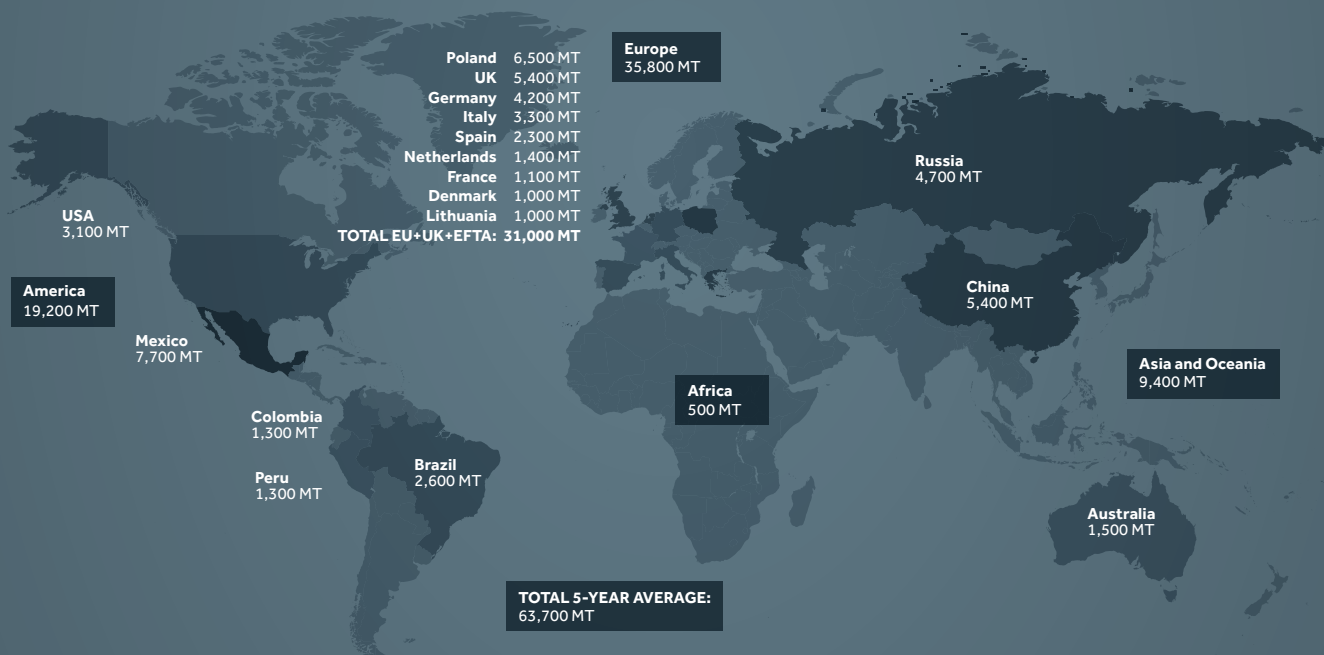 Europe
35,800 MT
Poland 6,500 MT
UK 5,400 MT
Germany 4,200 MT
Italy 3,300 MT
Spain 2,300 MT
Netherlands 1,400 MT
France 1,100 MT
Denmark 1,000 MT
Lithuania 1,000 MT
TOTAL EU+UK+EFTA: 31,000 MT
Russia
4,700 MT
USA
3,100 MT
America
19,200 MT
China
5,400 MT
Mexico
7,700 MT
Asia and Oceania
9,400 MT
Africa
500 MT
Colombia
1,300 MT
Brazil
2,600 MT
Peru
1,300 MT
Australia
1,500 MT
TOTAL 5-YEAR AVERAGE:
63,700 MT